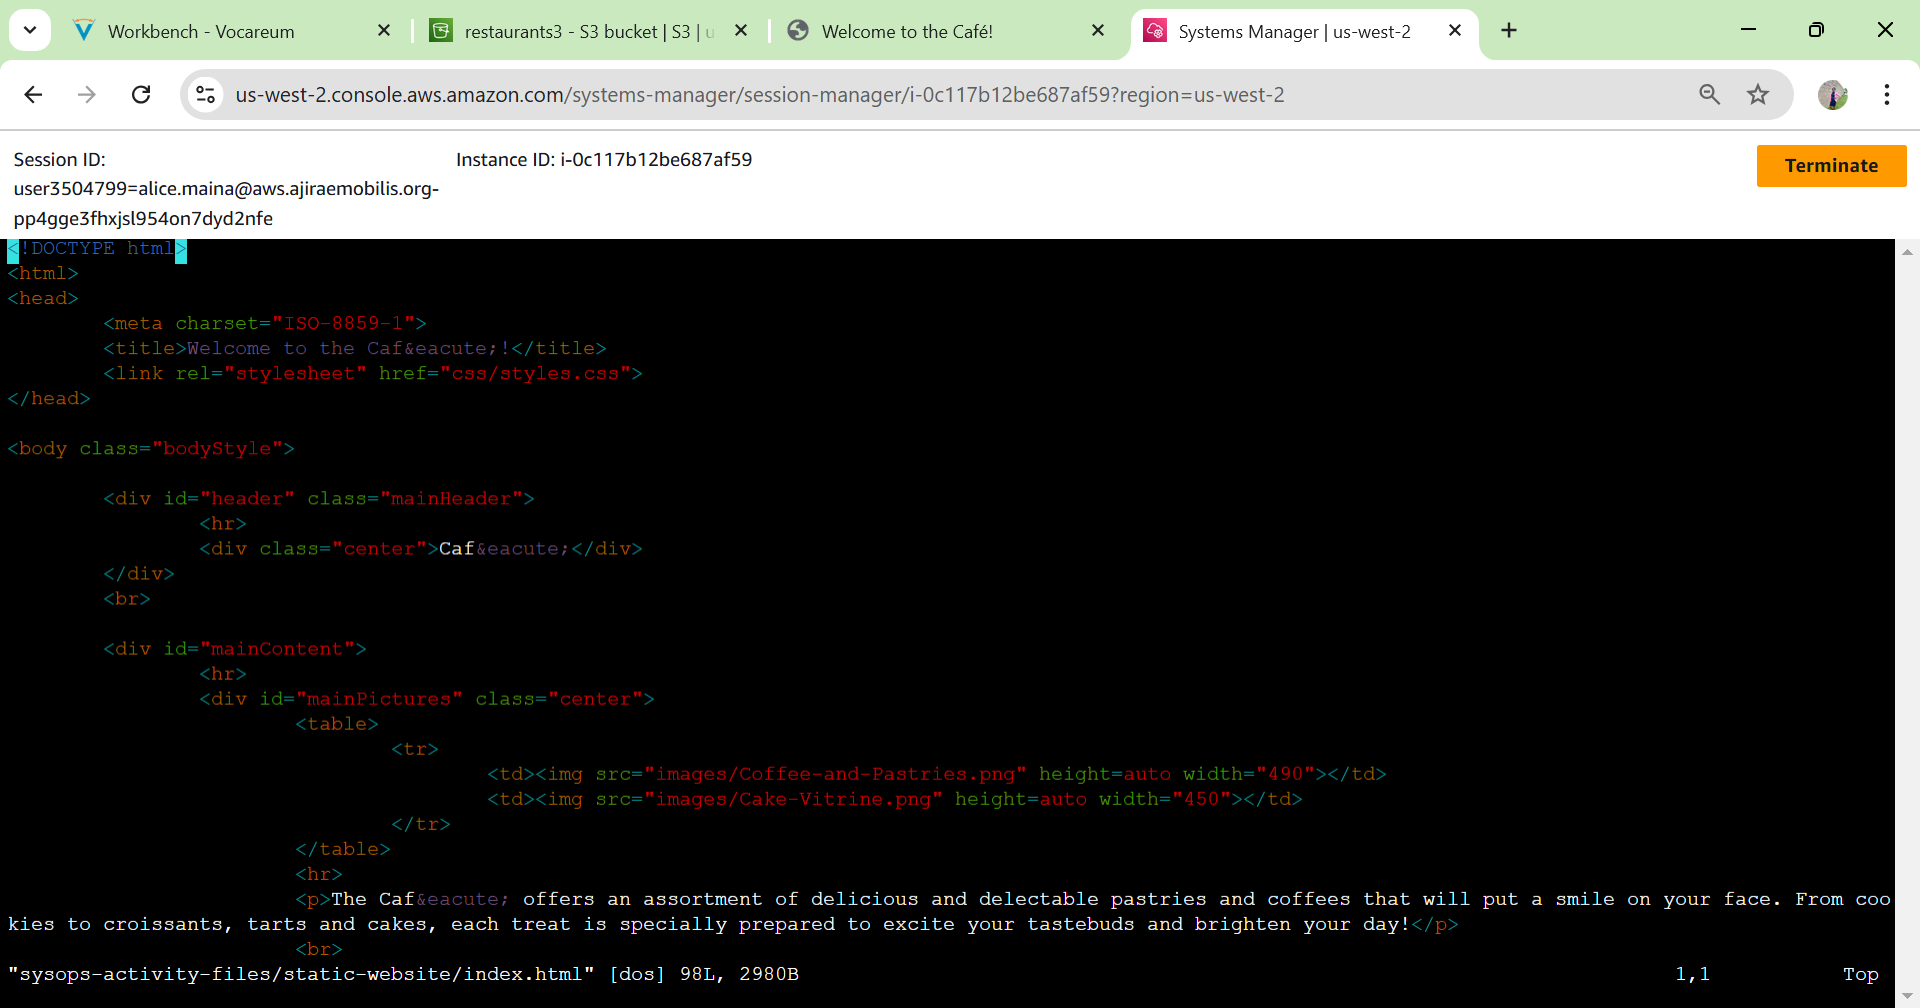 Workbench - Vocareum
restaurants3 - S3 bucket | S3 | u
Welcome to the Café!
Systems Manager | us-west-2
us-west-2.console.aws.amazon.com/systems-manager/session-manager/i-0c117b12be687af59?region=us-west-2
Session ID:
user3504799=alice.maina@aws.ajiraemobilis.org-
pp4gge3fhxjsl954on7dyd2nfe
Instance ID: i-0c117b12be687af59
Terminate
<!DOCTYPE html>
<html>
<head>
<meta charset="ISO-8859-1">
<title>Welcome to the Caf&eacute;!</title>
<link rel="stylesheet" href="css/styles.css">
</head>
<body class="bodyStyle">
<div id="header" class="mainHeader">
<hr>
<div class="center">Caf&eacute;</div>
</div>
<br>
<div id="mainContent">
<hr>
<div id="mainPictures" class="center">
<table>
<tr>
<td><img src="images/Coffee-and-Pastries.png" height=auto width="490"></td>
<td><img src="images/Cake-Vitrine.png" height=auto width="450"></td>
</tr>
</table>
<hr>
<p>The Caf&eacute; offers an assortment of delicious and delectable pastries and coffees that will put a smile on your face. From coo
kies to croissants, tarts and cakes, each treat is specially prepared to excite your tastebuds and brighten your day!</p>
<br>
"sysops-activity-files/static-website/index.html" [dos] 98L, 2980B 1,1 Top